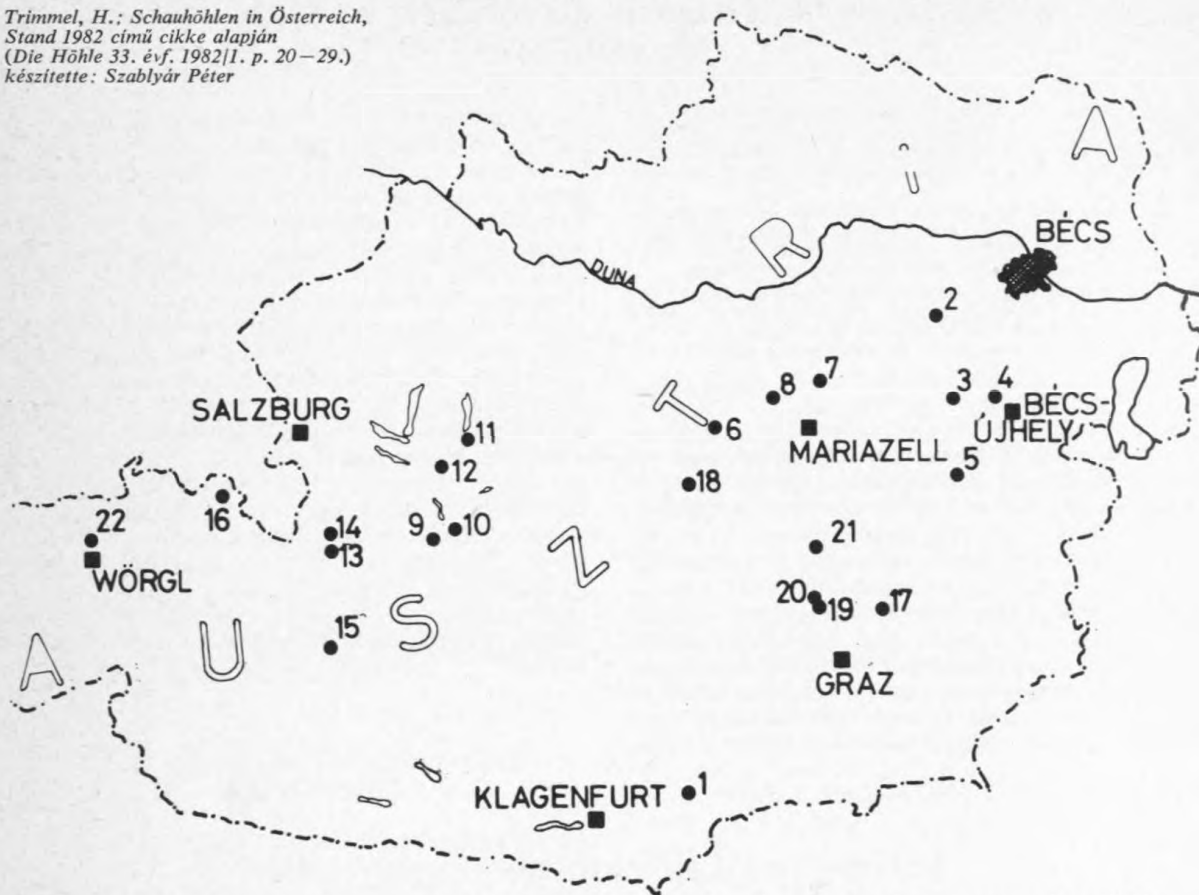 Trimmel, H.: Schauhöhlen in Österreich,
Stand 1982 című cikke alapján
(Die Höhle 33. évf. 1982/1. p. 20—29.)
készítette: Szablyár Péter
A U S Z T R I A
DUNA
BÉCS
2
7
8
3
4
BÉCS-
ÚJHELY
SALZBURG
11
6
MARIAZELL
12
18
5
16
9
10
14
13
22
WÖRGL
21
20
19
17
15
GRAZ
KLAGENFURT
1